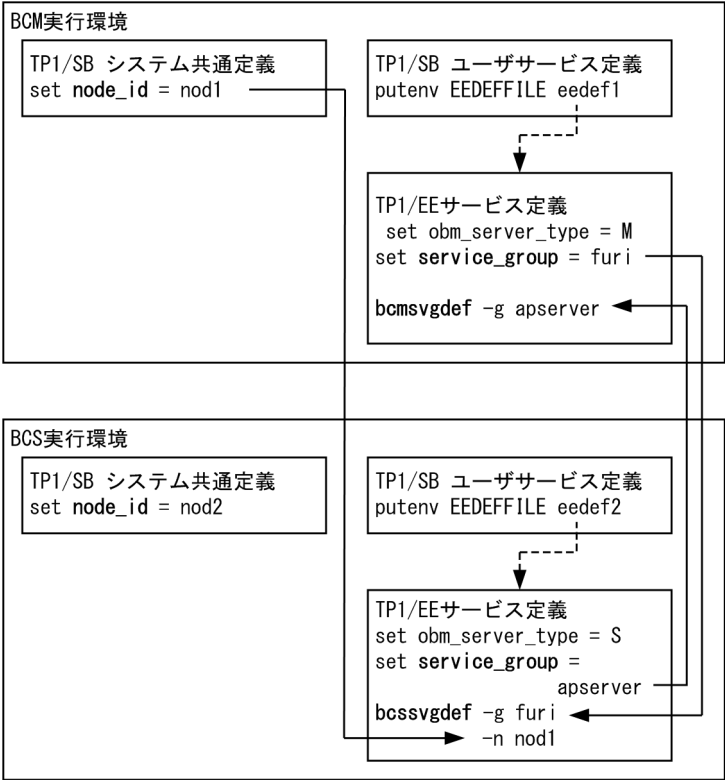 BCM実行環境
TP1/SB システム共通定義
set node_id = nod1
TP1/SB ユーザサービス定義
putenv EEDEFFILE eedef1
TP1/EEサービス定義
set obm_server_type = M
set service_group = furi
bcmsvgdef -g apserver
BCS実行環境
TP1/SB システム共通定義
set node_id = nod2
TP1/SB ユーザサービス定義
putenv EEDEFFILE eedef2
TP1/EEサービス定義
set obm_server_type = S
set service_group =
apserver
bcssvgdef -g furi
-n nod1